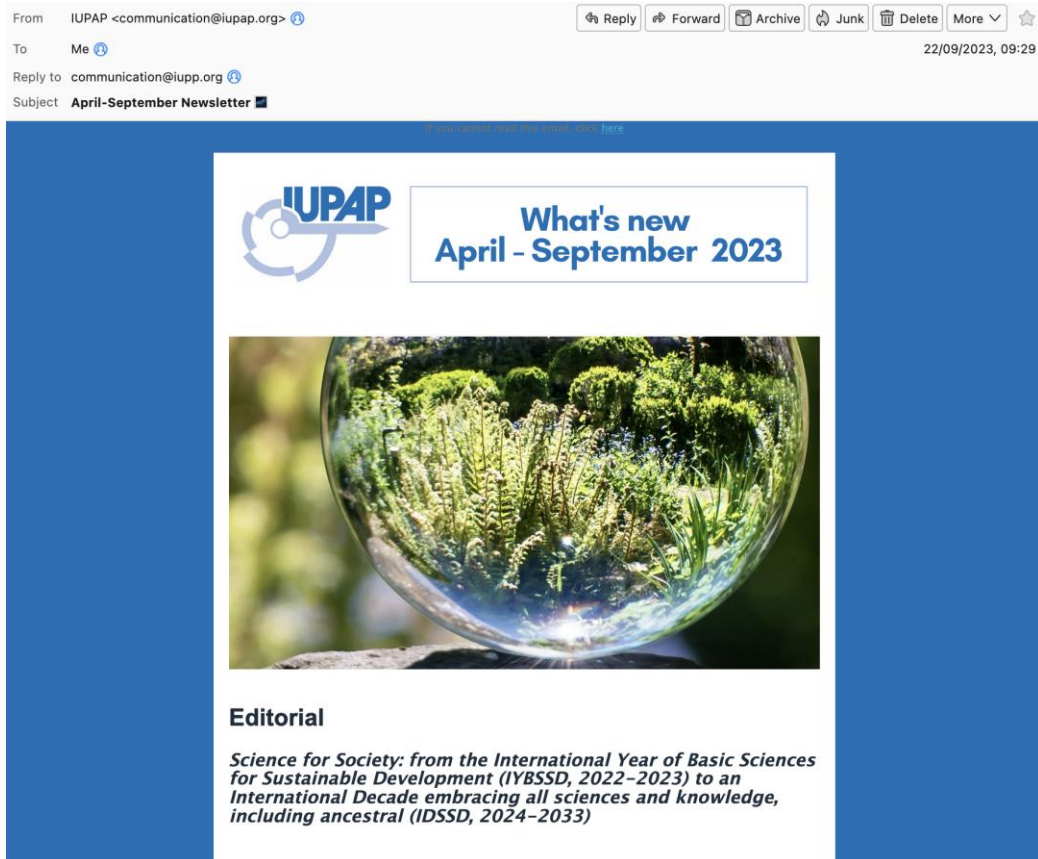 From IUPAP <communication@iupap.org>
Reply Forward Archive Junk Delete More
To Me
22/09/2023, 09:29
Reply to communication@iupp.org
Subject April-September Newsletter
If you cannot read this email, click here
IUPAP
What's new
April - September 2023
Editorial
Science for Society: from the International Year of Basic Sciences
for Sustainable Development (IYBSSD, 2022-2023) to an
International Decade embracing all sciences and knowledge,
including ancestral (IDSSD, 2024-2033)